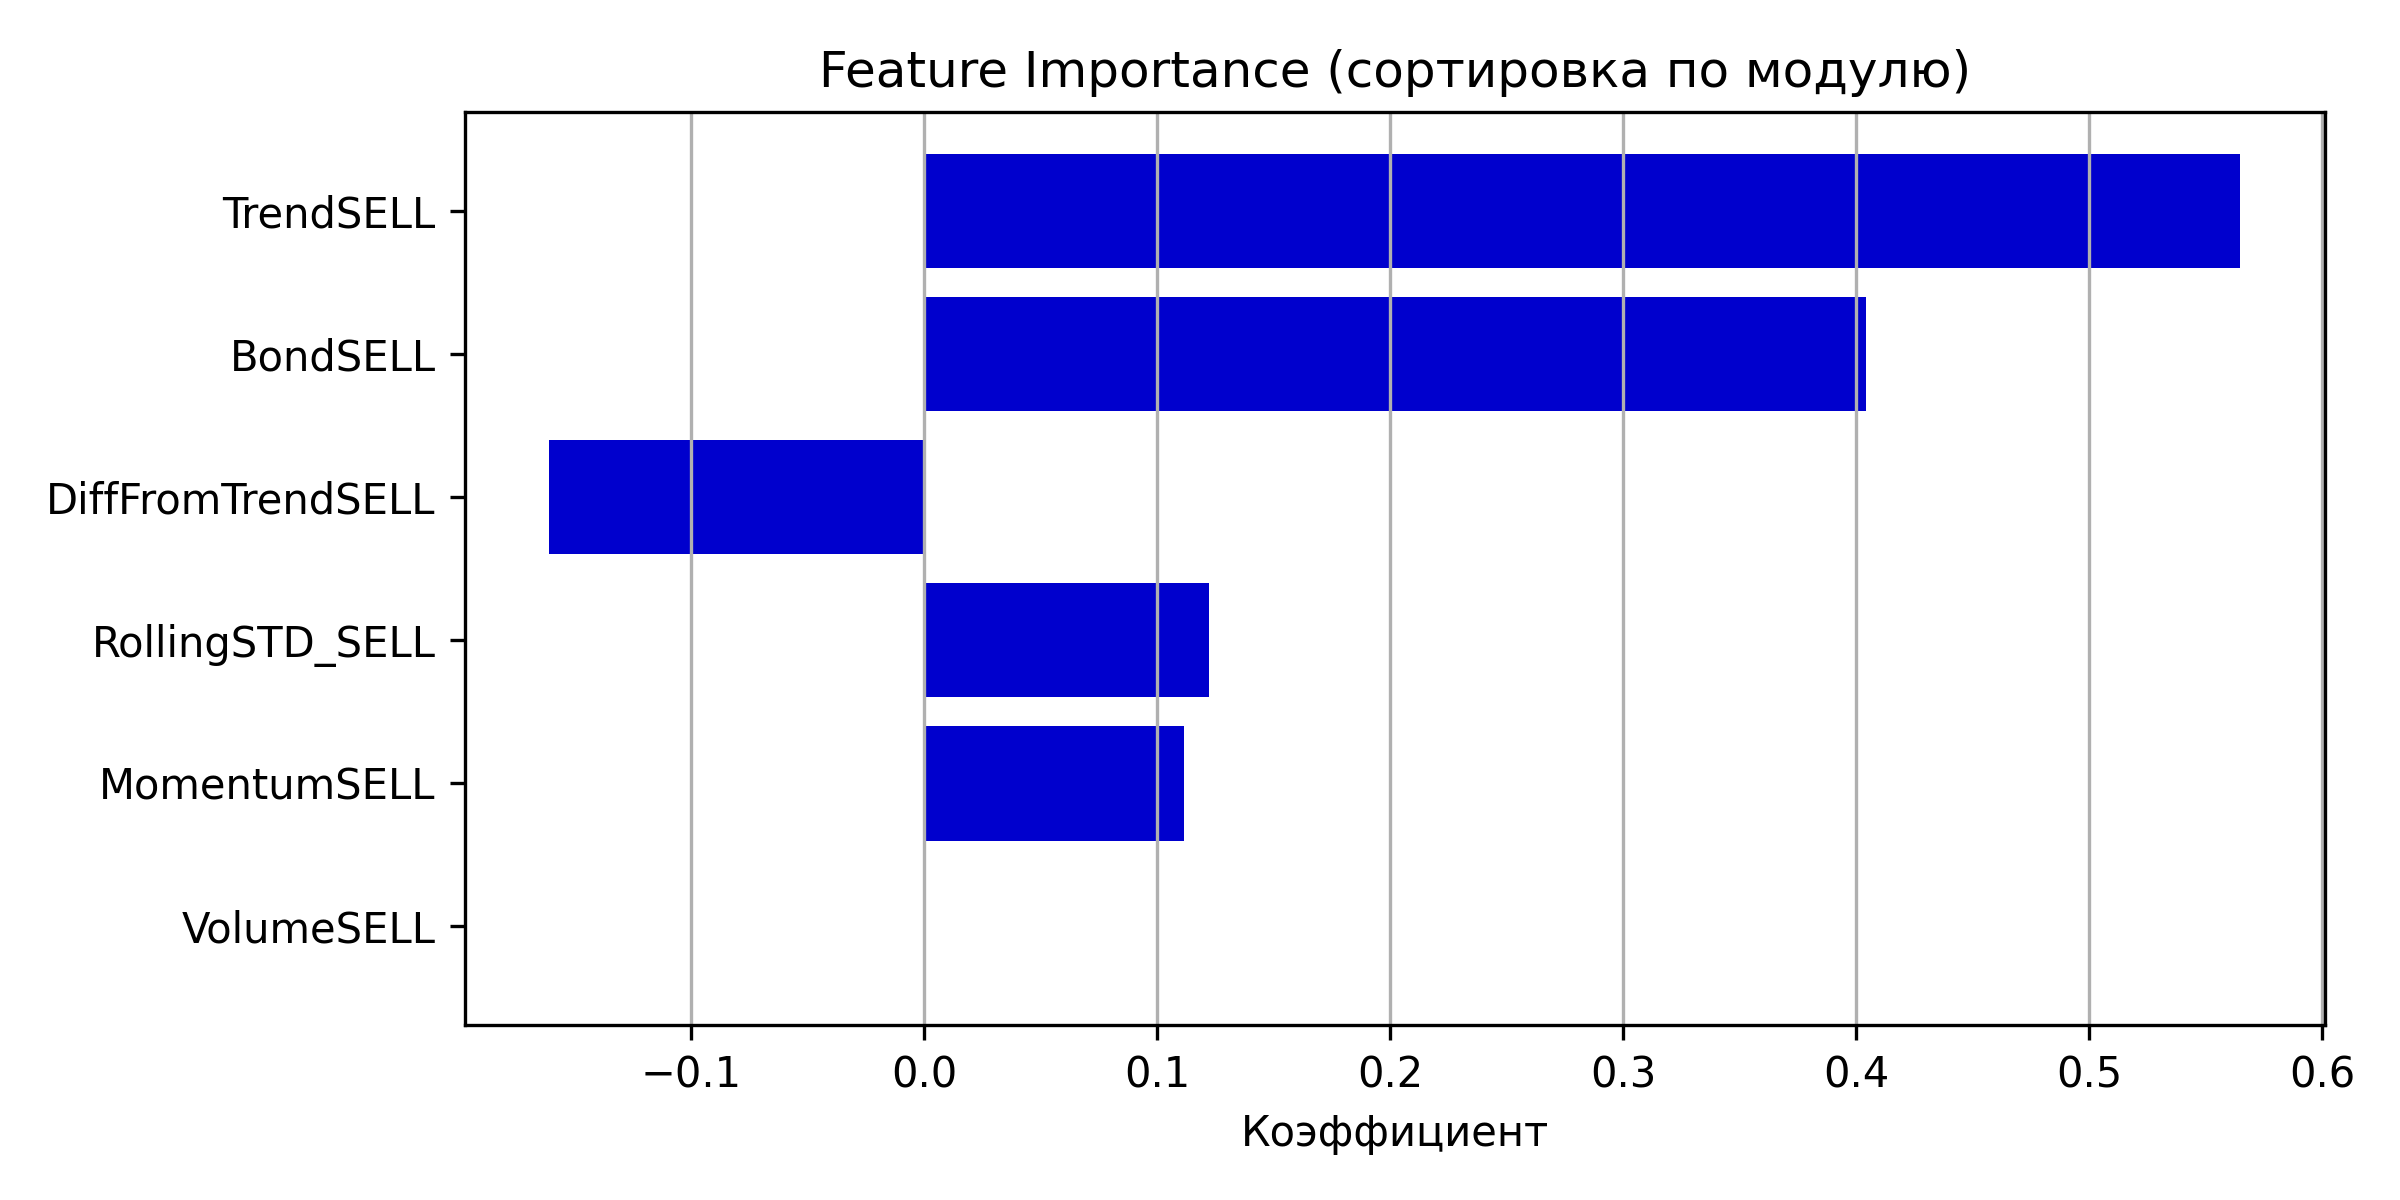 Feature Importance (сортировка по модулю)
TrendSELL
BondSELL
DiffFromTrendSELL
RollingSTD_SELL
MomentumSELL
VolumeSELL
−0.1 0.0 0.1 0.2 0.3 0.4 0.5 0.6
Коэффициент